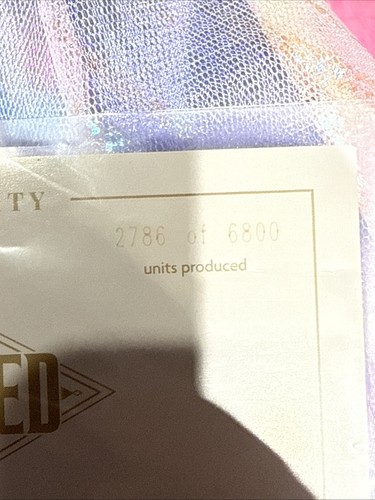 TY
2786 of 6800
units produced
ED